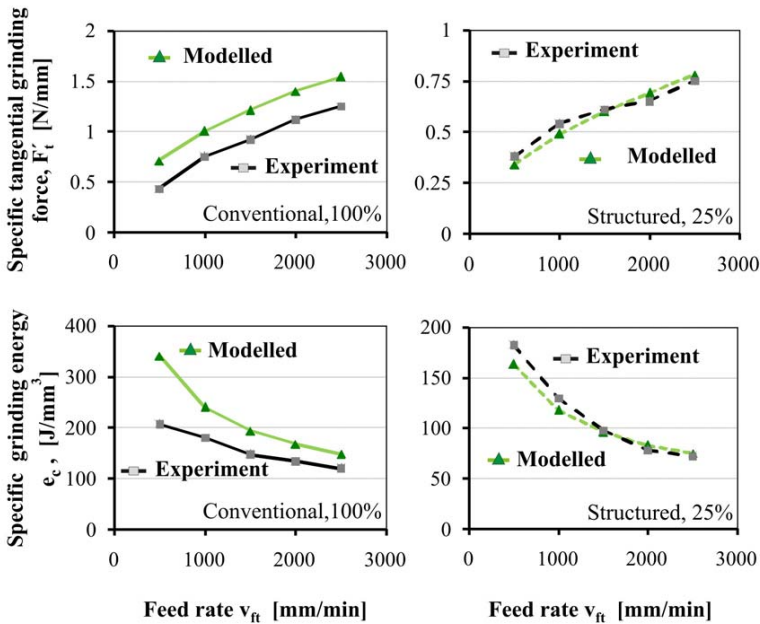 Specific tangential grinding
force, F´t [N/mm]
2
1.5
1
0.5
0
Modelled
Experiment
Conventional,100%
0 1000 2000 3000
1
0.75
0.5
0.25
0
Experiment
Modelled
Structured, 25%
0 1000 2000 3000
Specific grinding energy
ec , [J/mm3]
400
300
200
100
0
Modelled
Experiment
Conventional,100%
0 1000 2000 3000
Feed rate vft [mm/min]
200
150
100
50
0
Experiment
Modelled
Structured, 25%
0 1000 2000 3000
Feed rate vft [mm/min]